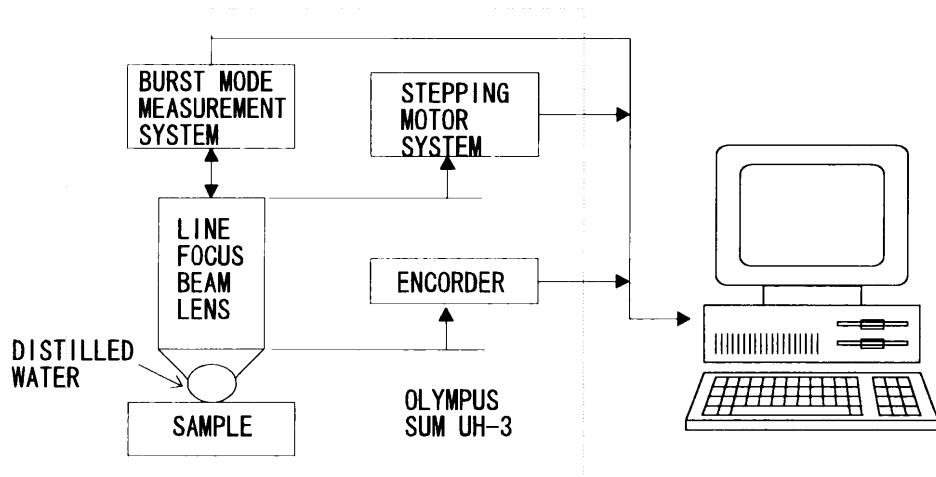 BURST MODE
MEASUREMENT
SYSTEM
STEPPING
MOTOR
SYSTEM
LINE
FOCUS
BEAM
LENS
ENCORDER
DISTILLED
WATER
SAMPLE
OLYMPUS
SUM UH-3